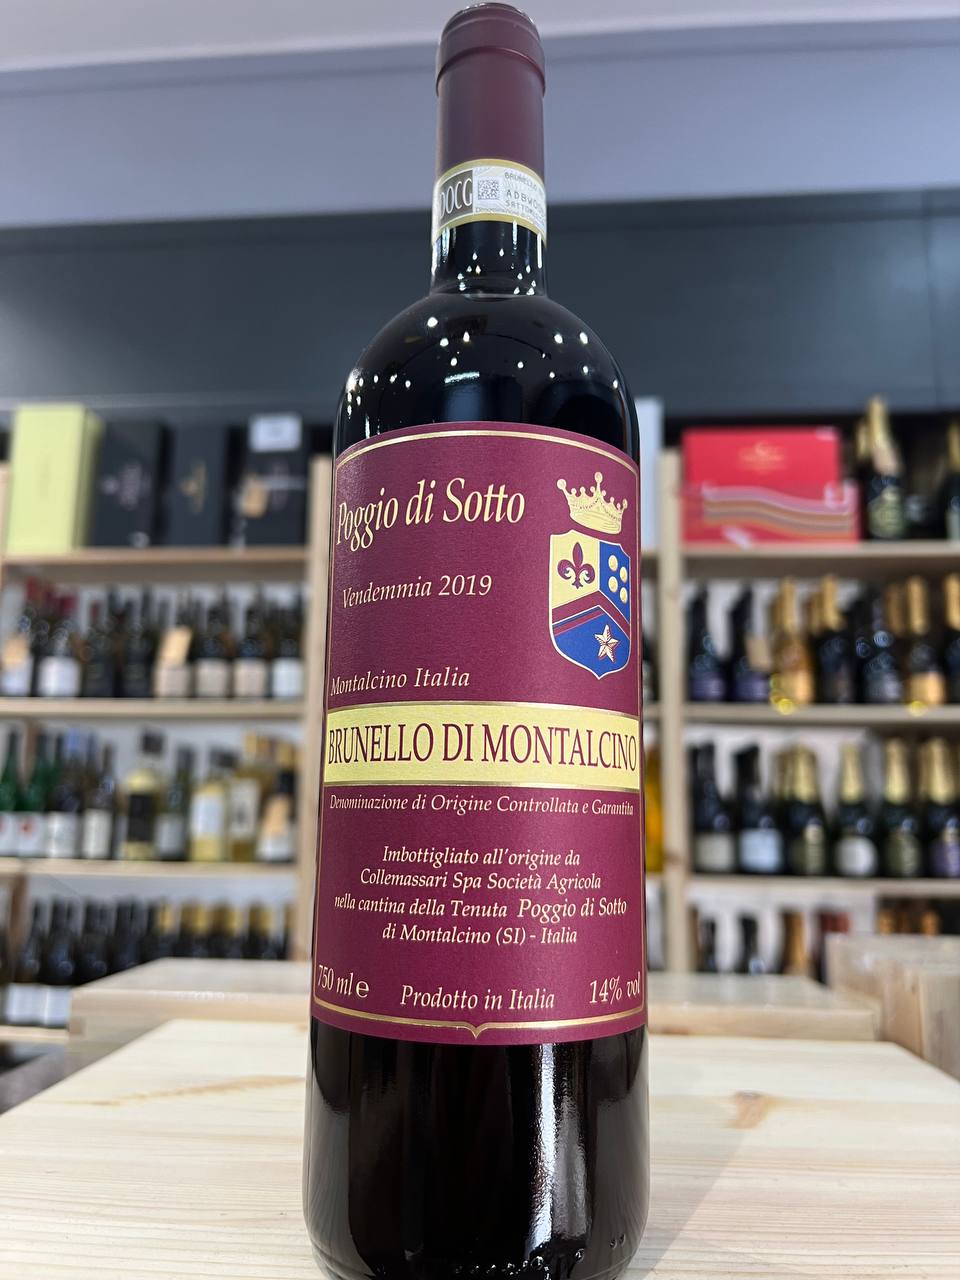 DOCG
Poggio di Sotto
Vendemmia 2019
Montalcino Italia
BRUNELLO DI MONTALCINO
Denominazione di Origine Controllata e Garantita
Imbottigliato all'origine da
Collemassari Spa Società Agricola
nella cantina della Tenuta Poggio di Sotto
di Montalcino (SI) - Italia
750 ml e Prodotto in Italia 14% vol